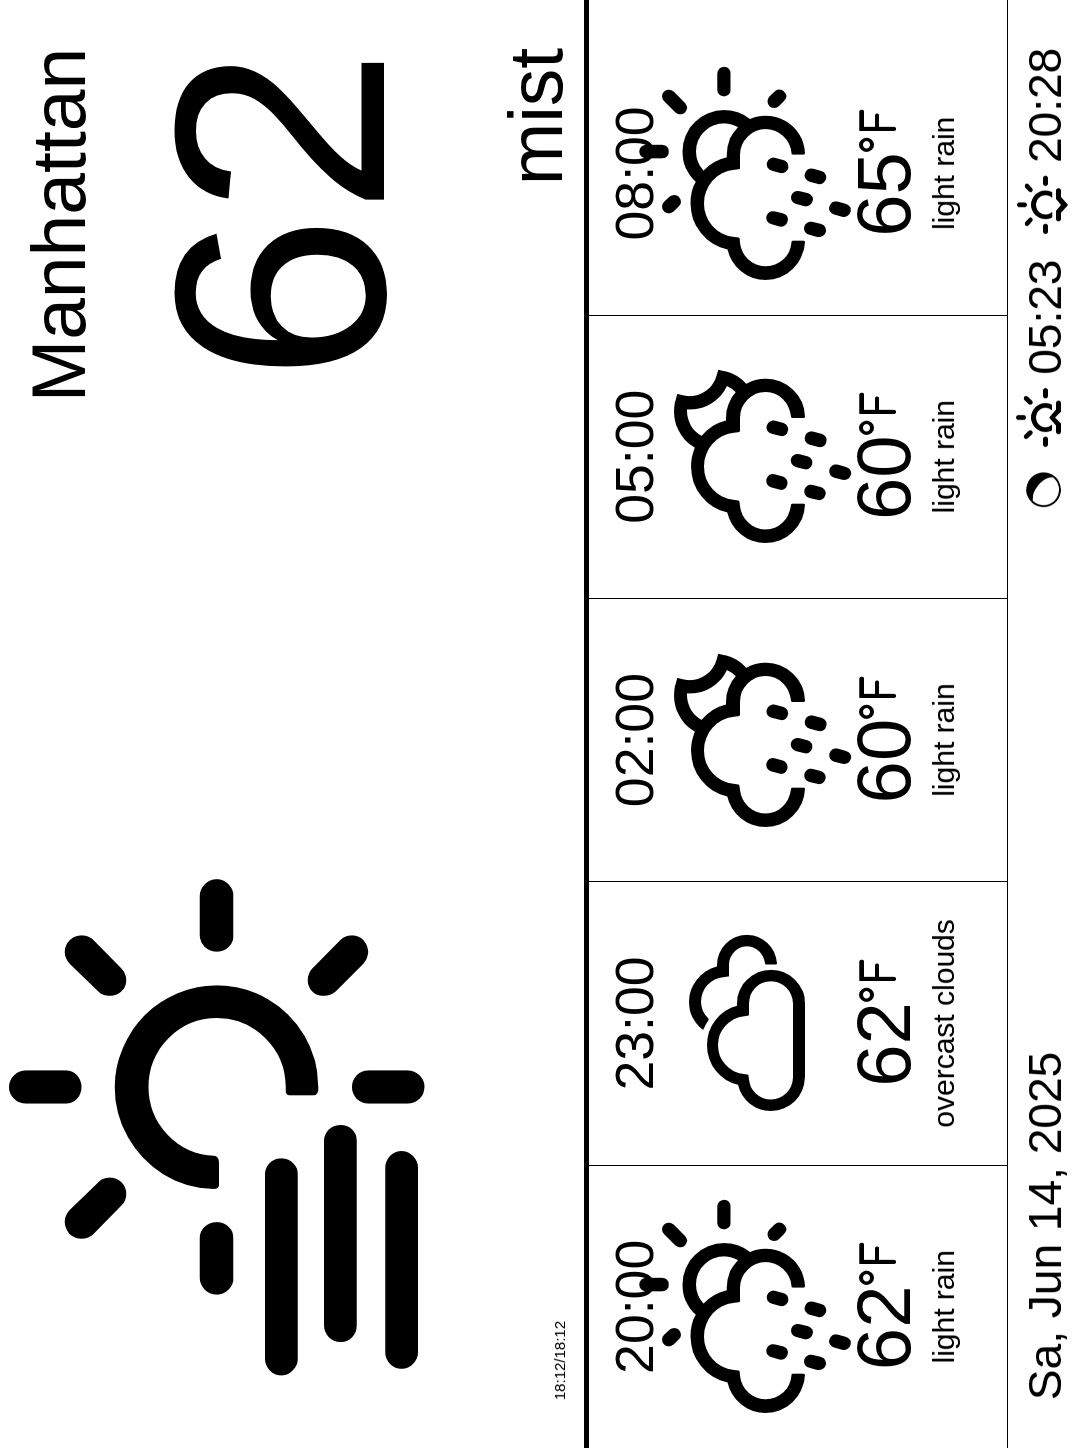 Manhattan
62
mist
18:12/18:12
20:00 23:00 02:00 05:00 08:00
62°F 62°F 60°F 60°F 65°F
light rain overcast clouds light rain light rain light rain
Sa, Jun 14, 2025 05:23 20:28